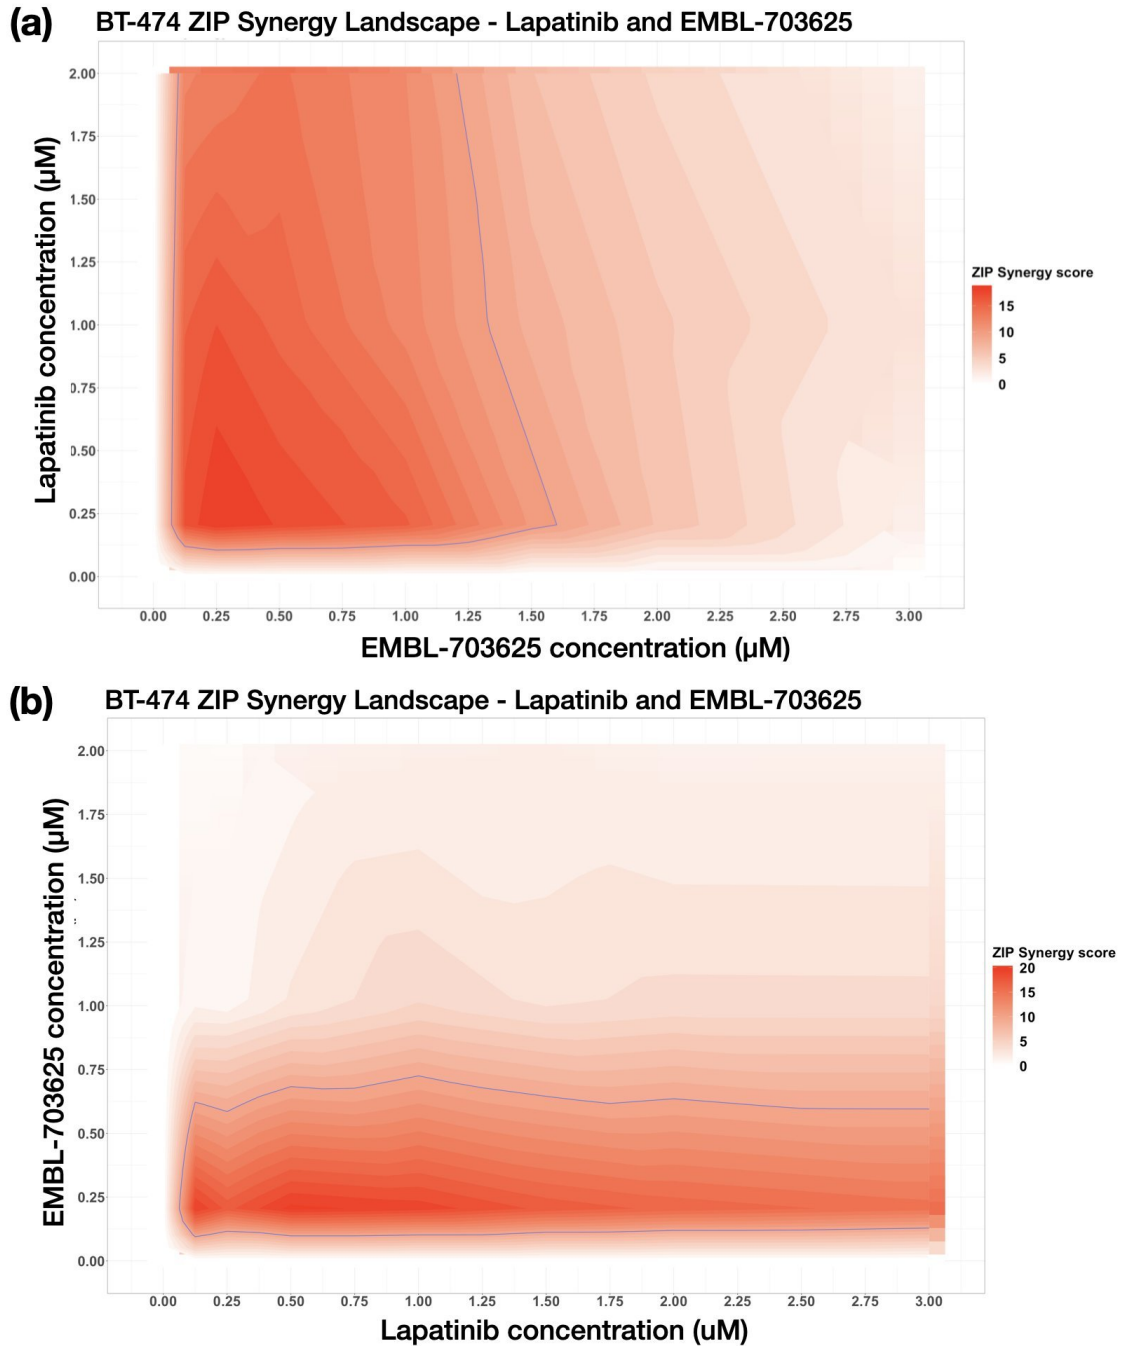 (a)
BT-474 ZIP Synergy Landscape - Lapatinib and EMBL-703625
Lapatinib concentration (µM)
2.00
1.75
1.50
1.25
1.00
0.75
0.50
0.25
0.00
0.00 0.25 0.50 0.75 1.00 1.25 1.50 1.75 2.00 2.25 2.50 2.75 3.00
EMBL-703625 concentration (µM)
ZIP Synergy score
15
10
5
0
(b)
BT-474 ZIP Synergy Landscape - Lapatinib and EMBL-703625
EMBL-703625 concentration (µM)
2.00
1.75
1.50
1.25
1.00
0.75
0.50
0.25
0.00
0.00 0.25 0.50 0.75 1.00 1.25 1.50 1.75 2.00 2.25 2.50 2.75 3.00
Lapatinib concentration (uM)
ZIP Synergy score
20
15
10
5
0